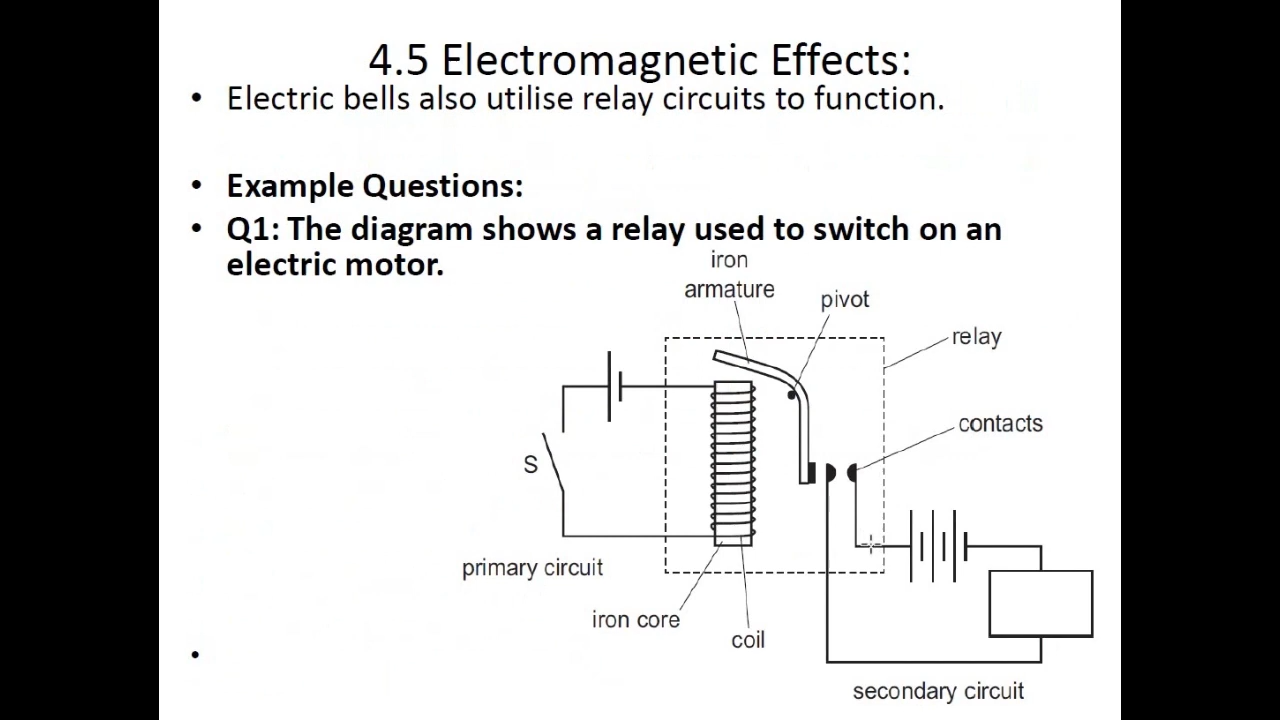 4.5 Electromagnetic Effects:
• Electric bells also utilise relay circuits to function.
• Example Questions:
• Q1: The diagram shows a relay used to switch on an
electric motor.
iron
armature
pivot
relay
contacts
S
primary circuit
iron core
coil
secondary circuit